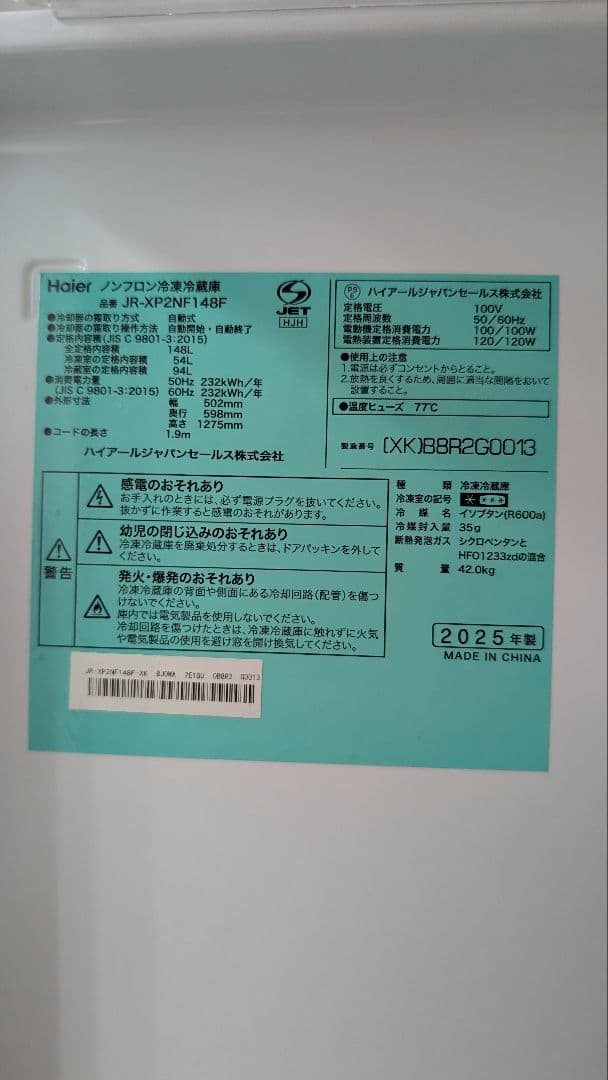 Haier ノンフロン冷凍冷蔵庫
品番 JR-XP2NF148F
●冷却器の霜取り方式 自動式
●冷却器の霜取り操作方法 自動開始・自動終了
●定格内容積(JIS C 9801-3:2015)
全定格内容積 148L
冷凍室の定格内容積 54L
冷蔵室の定格内容積 94L
●消費電力量 50Hz 232kWh/年
(JIS C 9801-3:2015) 60Hz 232kWh/年
●外形寸法 幅 502mm
奥行 598mm
高さ 1275mm
●コードの長さ 1.9m
ハイアールジャパンセールス株式会社
JET
HJH
PS
E
ハイアールジャパンセールス株式会社
定格電圧 100V
定格周波数 50/60Hz
電動機定格消費電力 100/100W
電熱装置定格消費電力 120/120W
●使用上の注意
1.電源は必ずコンセントからとること。
2.放熱を良くするため、周囲に適当な間隔をおいて
設置すること。
●温度ヒューズ 77℃
製造番号 (XK)B8R2G0013
警告
感電のおそれあり
お手入れのときには、必ず電源プラグを抜いてください。
抜かずに作業すると感電のおそれがあります。
幼児の閉じ込みのおそれあり
冷凍冷蔵庫を廃棄処分するときは、ドアパッキンを外して
ください。
発火・爆発のおそれあり
冷凍冷蔵庫の背面や側面にある冷却回路(配管)を傷つ
けないでください。
庫内では電気製品を使用しないでください。
冷却回路を傷つけたときは、冷凍冷蔵庫に触れずに火気
や電気製品の使用を避け窓を開け換気してください。
種類 冷凍冷蔵庫
冷凍室の記号
冷媒名 イソブタン(R600a)
冷媒封入量 35g
断熱発泡ガス シクロペンタンと
HFO1233zdの混合
質量 42.0kg
2025年製
MADE IN CHINA
JR-XP2NF148F-XK BJ0WA 2E1G0 0B8R2 G0013